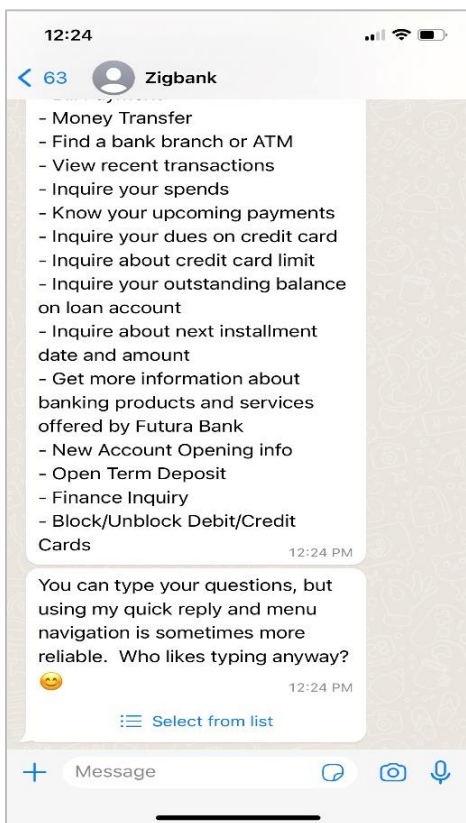 12:24
63 Zigbank
- Money Transfer
- Find a bank branch or ATM
- View recent transactions
- Inquire your spends
- Know your upcoming payments
- Inquire your dues on credit card
- Inquire about credit card limit
- Inquire your outstanding balance
on loan account
- Inquire about next installment
date and amount
- Get more information about
banking products and services
offered by Futura Bank
- New Account Opening info
- Open Term Deposit
- Finance Inquiry
- Block/Unblock Debit/Credit
Cards
12:24 PM
You can type your questions, but
using my quick reply and menu
navigation is sometimes more
reliable. Who likes typing anyway?
😊
12:24 PM
Select from list
Message